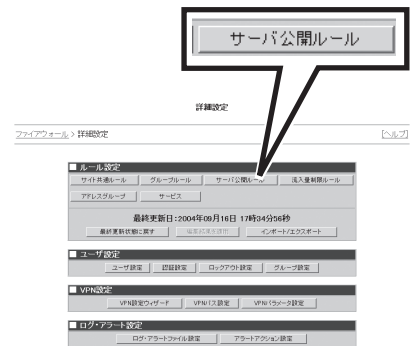 サーバ公開ルール
詳細設定
ファイアウォール > 詳細設定 [ヘルプ]
■ ルール設定
サイト共通ルール グループルール サーバ公開ルール 流入量制限ルール
アドレスグループ サービス
最終更新日:2004年09月16日 17時34分56秒
最終更新状態に戻す 編集結果を適用 インポート/エクスポート
■ ユーザ設定
ユーザ設定 認証設定 ロックアウト設定 グループ設定
■ VPN設定
VPN設定ウィザード VPNパス設定 VPNパラメータ設定
■ ログ・アラート設定
ログ・アラートファイル設定 アラートアクション設定